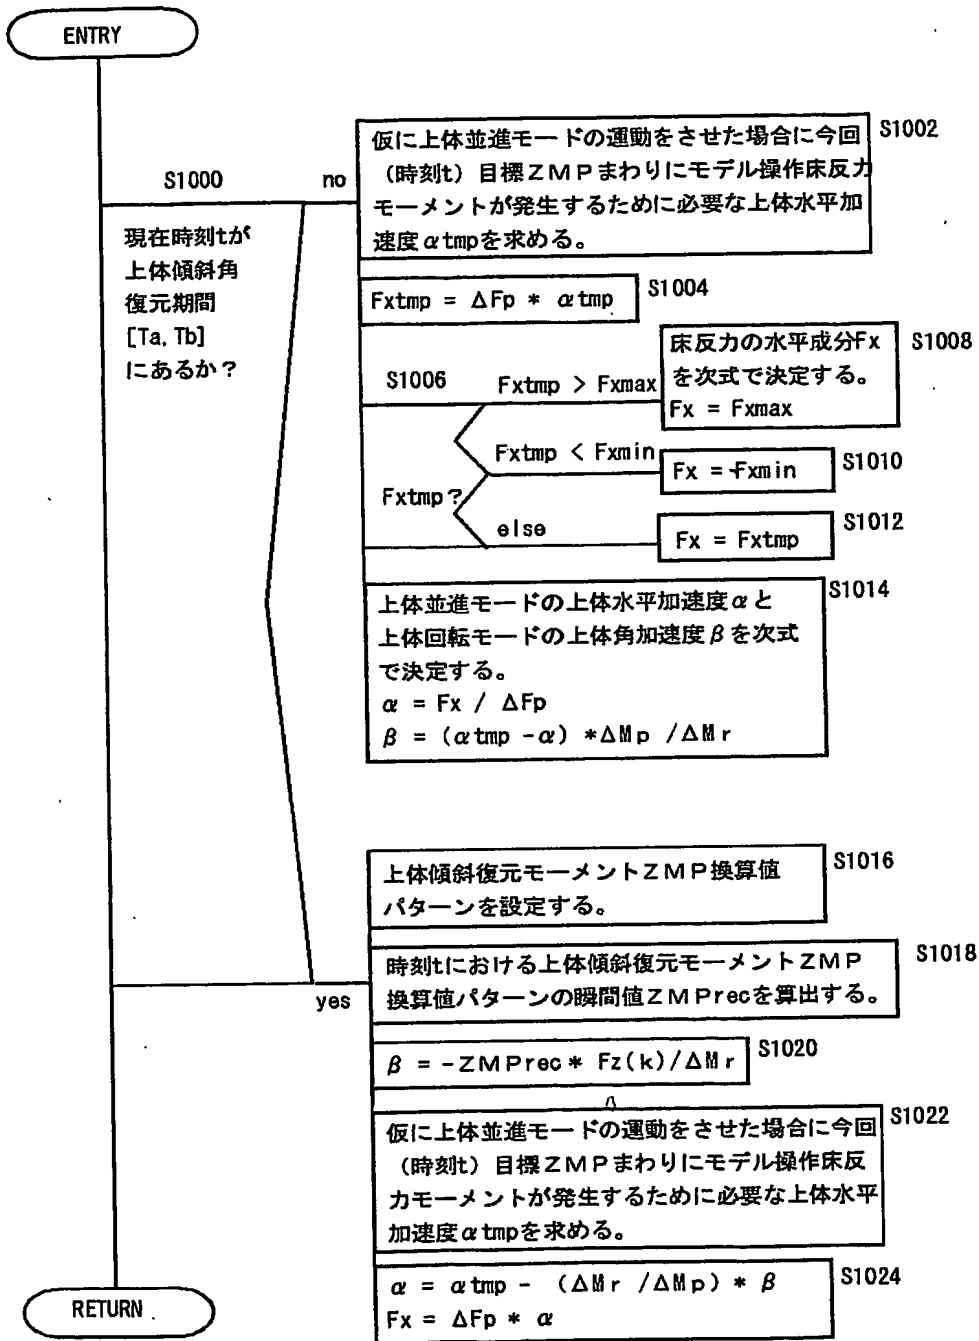 ENTRY
S1000
no
現在時刻tが
上体傾斜角
復元期間
[Ta, Tb]
にあるか？
仮に上体並進モードの運動をさせた場合に今回
（時刻t）目標ZMPまわりにモデル操作床反力
モーメントが発生するために必要な上体水平加
速度αtmpを求める。
S1002
Fxtmp = ΔFp * αtmp
S1004
S1006
Fxtmp?
Fxtmp > Fxmax
床反力の水平成分Fx
を次式で決定する。
Fx = Fxmax
S1008
Fxtmp < Fxmin
Fx = Fxmin
S1010
else
Fx = Fxtmp
S1012
上体並進モードの上体水平加速度αと
上体回転モードの上体角加速度βを次式
で決定する。
α = Fx / ΔFp
β = (αtmp -α) *ΔMp /ΔMr
S1014
yes
上体傾斜復元モーメントZMP換算値
パターンを設定する。
S1016
時刻tにおける上体傾斜復元モーメントZMP
換算値パターンの瞬間値ZMPrecを算出する。
S1018
β = -ZMPrec* Fz(k)/ΔMr
S1020
仮に上体並進モードの運動をさせた場合に今回
（時刻t）目標ZMPまわりにモデル操作床反
力モーメントが発生するために必要な上体水平
加速度αtmpを求める。
S1022
α = αtmp - (ΔMr /ΔMp) * β
Fx = ΔFp * α
S1024
RETURN